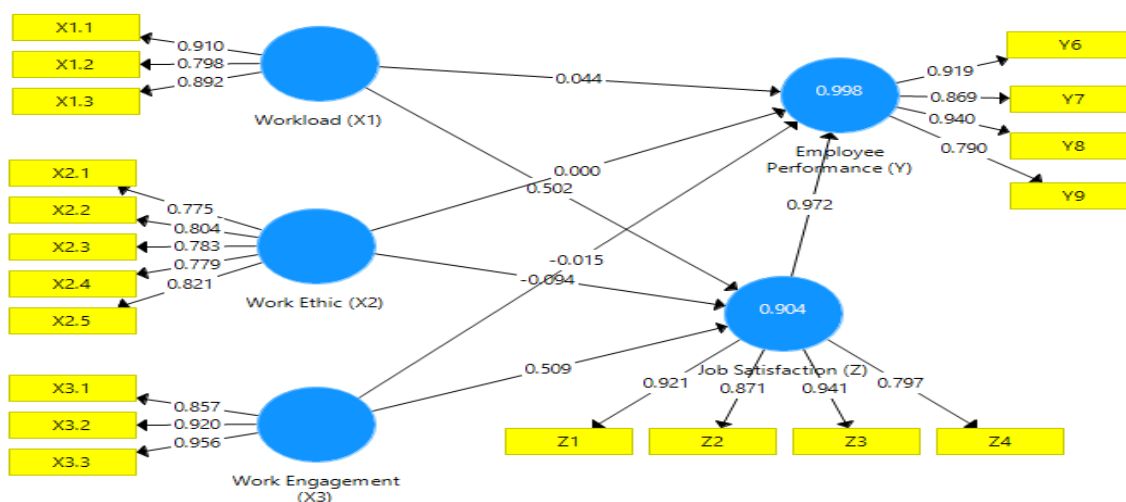 X1.1
0.910
X1.2
0.798
X1.3
0.892
Workload (X1)
0.044
0.502
X2.1
0.775
X2.2
0.804
X2.3
0.783
X2.4
0.779
X2.5
0.821
Work Ethic (X2)
0.000
-0.094
X3.1
0.857
X3.2
0.920
X3.3
0.956
Work Engagement
(X3)
-0.015
0.509
0.998
Employee
Performance (Y)
0.972
Y6
0.919
Y7
0.869
Y8
0.940
Y9
0.790
0.904
Job Satisfaction (Z)
0.921
0.871
0.941
0.797
Z1
Z2
Z3
Z4